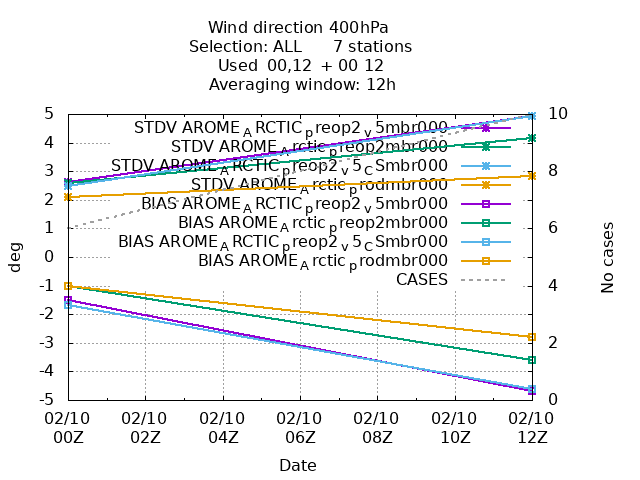 Wind direction 400hPa
Selection: ALL 7 stations
Used 00,12 + 00 12
Averaging window: 12h
5 10
STDV AROME_ARCTIC_preop2_v5mbr000
4 STDV AROME_Arctic_preop2mbr000
3 STDV AROME_ARCTIC_preop2_v5_CSmbr000 8
STDV AROME_Arctic_prodmbr000
2 BIAS AROME_ARCTIC_preop2_v5mbr000
1 BIAS AROME_Arctic_preop2mbr000 6
BIAS AROME_ARCTIC_preop2_v5_CSmbr000
0 BIAS AROME_Arctic_prodmbr000
-1 CASES 4
-2
-3 2
-4
-5 0
deg
No cases
02/10 02/10 02/10 02/10 02/10 02/10 02/10
00Z 02Z 04Z 06Z 08Z 10Z 12Z
Date